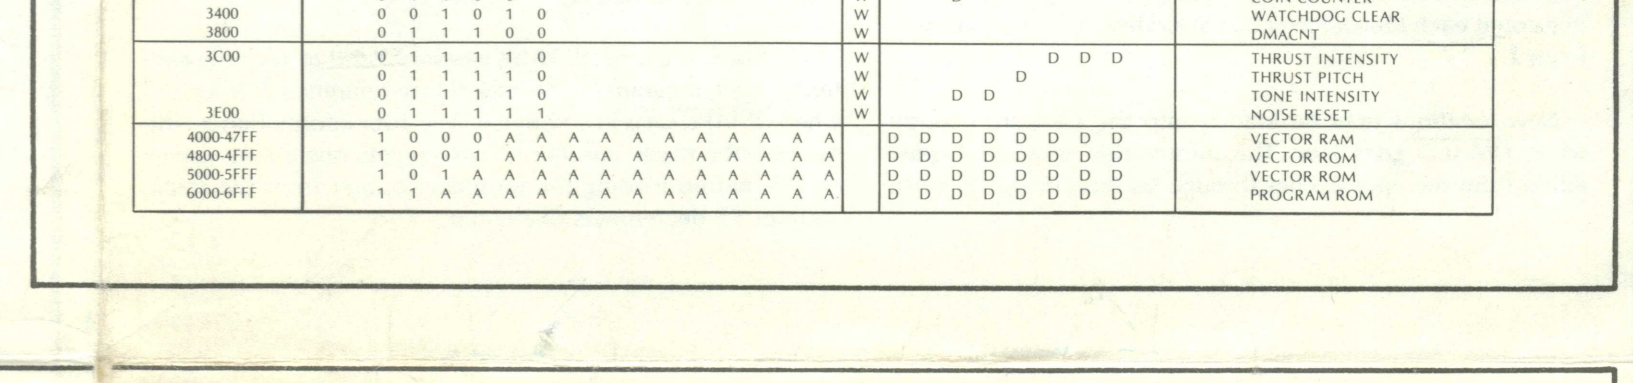 COIN COUNTER
3400 0 0 1 0 1 0 W WATCHDOG CLEAR
3800 0 1 1 1 0 0 W DMACNT
3C00 0 1 1 1 1 0 W D D D THRUST INTENSITY
0 1 1 1 1 0 W D THRUST PITCH
0 1 1 1 1 0 W D D TONE INTENSITY
3E00 0 1 1 1 1 1 W NOISE RESET
4000-47FF 1 0 0 0 A A A A A A A A A A A D D D D D D D D VECTOR RAM
4800-4FFF 1 0 0 1 A A A A A A A A A A A D D D D D D D D VECTOR ROM
5000-5FFF 1 0 1 A A A A A A A A A A A A D D D D D D D D VECTOR ROM
6000-6FFF 1 1 A A A A A A A A A A A A A D D D D D D D D PROGRAM ROM